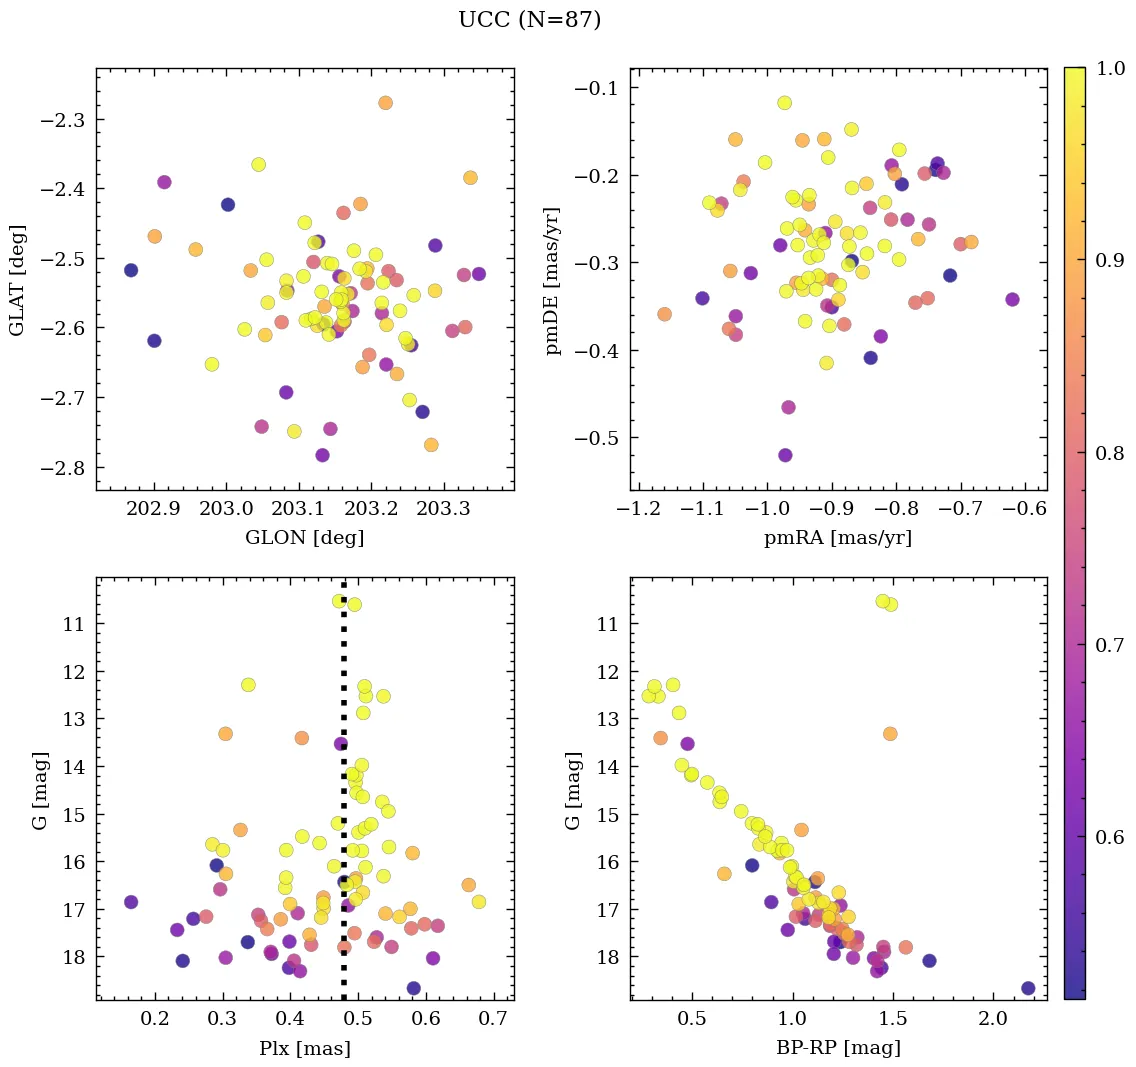 UCC (N=87)
−2.3
−2.4
−2.5
−2.6
−2.7
−2.8
GLAT [deg]
202.9 203.0 203.1 203.2 203.3
GLON [deg]
−0.1
−0.2
−0.3
−0.4
−0.5
pmDE [mas/yr]
−1.2 −1.1 −1.0 −0.9 −0.8 −0.7 −0.6
pmRA [mas/yr]
1.0
0.9
0.8
0.7
0.6
11
12
13
14
15
16
17
18
G [mag]
0.2 0.3 0.4 0.5 0.6 0.7
Plx [mas]
11
12
13
14
15
16
17
18
G [mag]
0.5 1.0 1.5 2.0
BP-RP [mag]